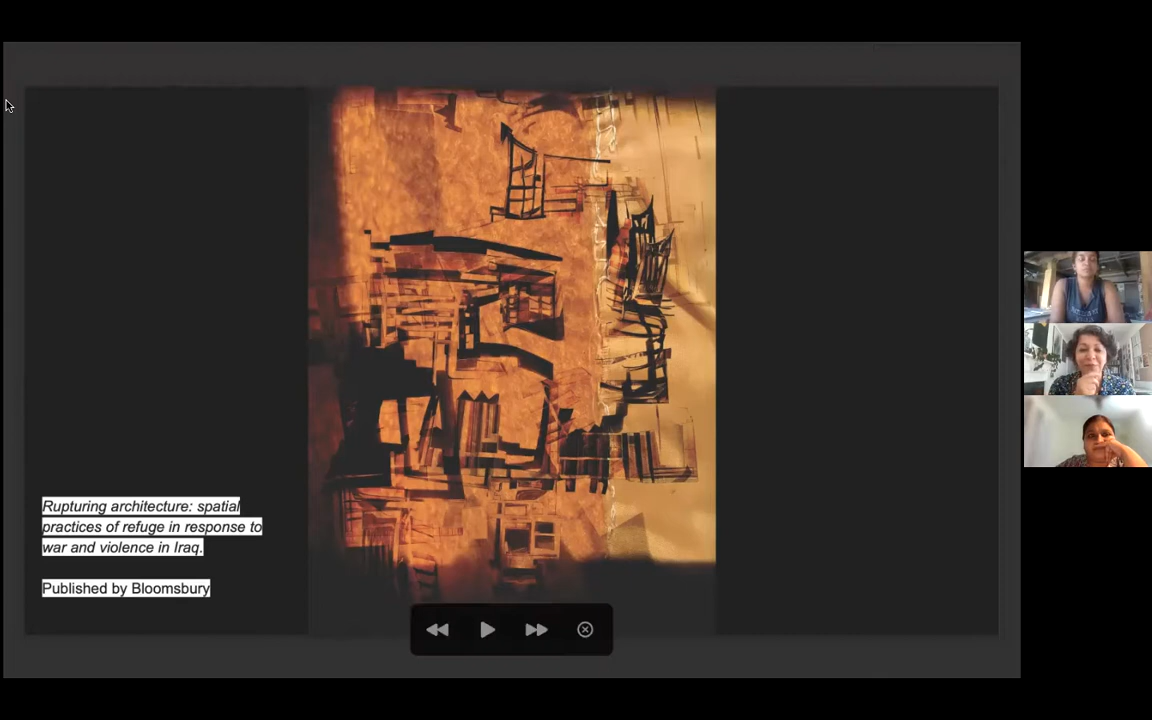 Rupturing architecture: spatial
practices of refuge in response to
war and violence in Iraq.
Published by Bloomsbury